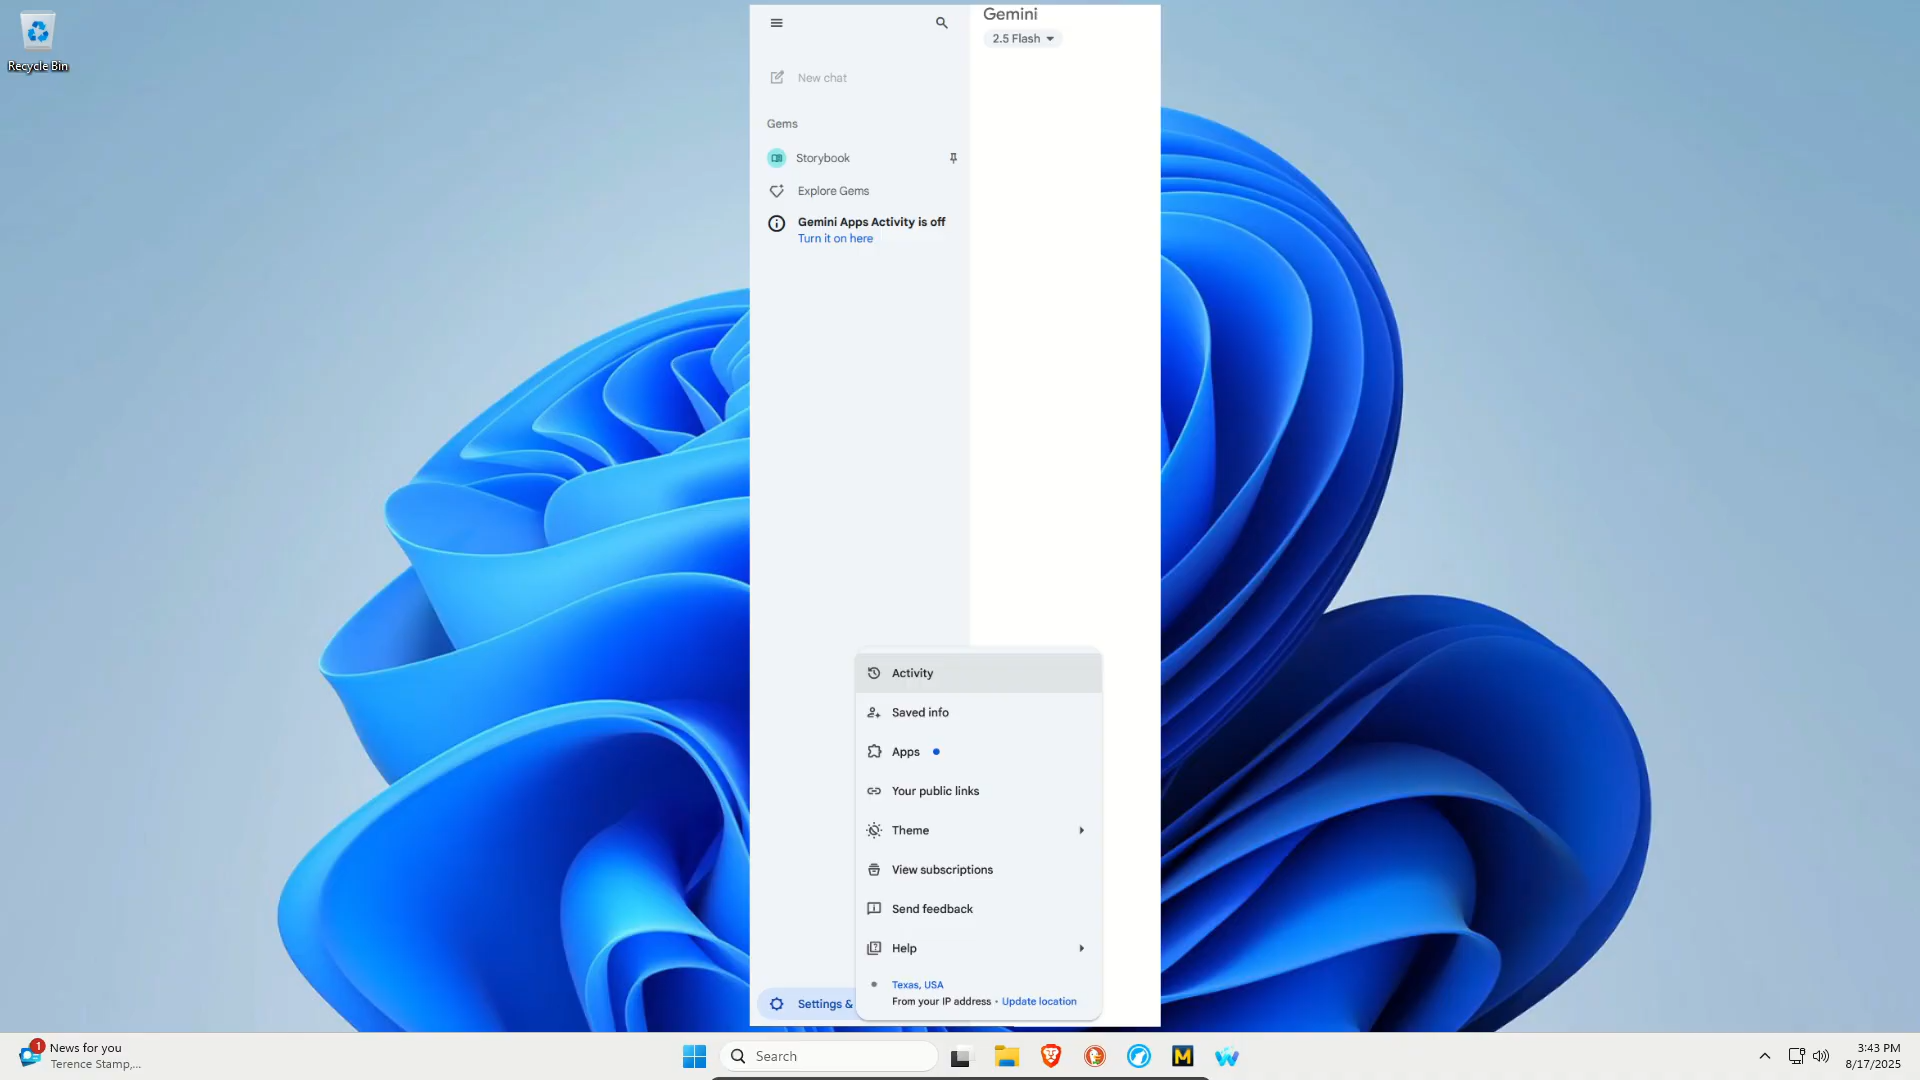 Recycle Bin
Gemini
2.5 Flash
New chat
Gems
Storybook
Explore Gems
Gemini Apps Activity is off
Turn it on here
Activity
Saved info
Apps
Your public links
Theme
View subscriptions
Send feedback
Help
Texas, USA
From your IP address • Update location
Settings &
1
News for you
Terence Stamp,...
Search
M
3:43 PM
8/17/2025